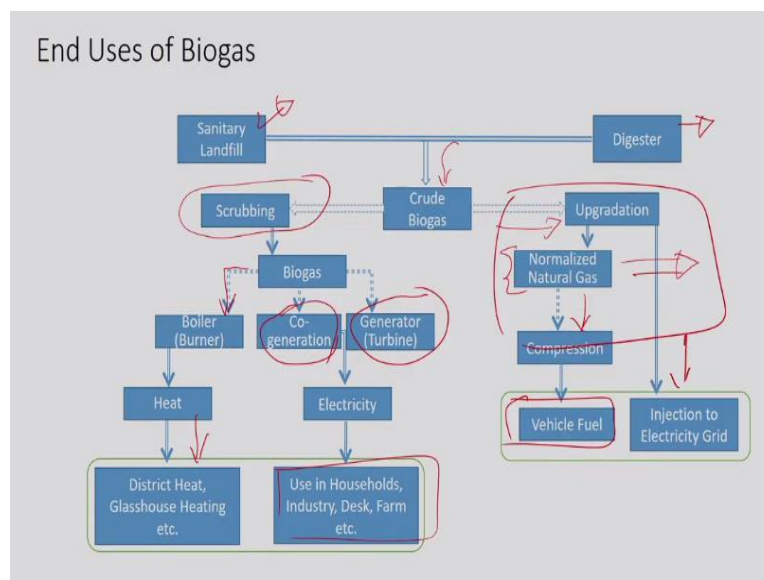 End Uses of Biogas
Sanitary
Landfill
Digester
Scrubbing
Crude
Biogas
Upgradation
Biogas
Normalized
Natural Gas
Boiler
(Burner)
Co-
generation
Generator
(Turbine)
Compression
Heat
Electricity
Vehicle Fuel
Injection to
Electricity Grid
District Heat,
Glasshouse Heating
etc.
Use in Households,
Industry, Desk, Farm
etc.